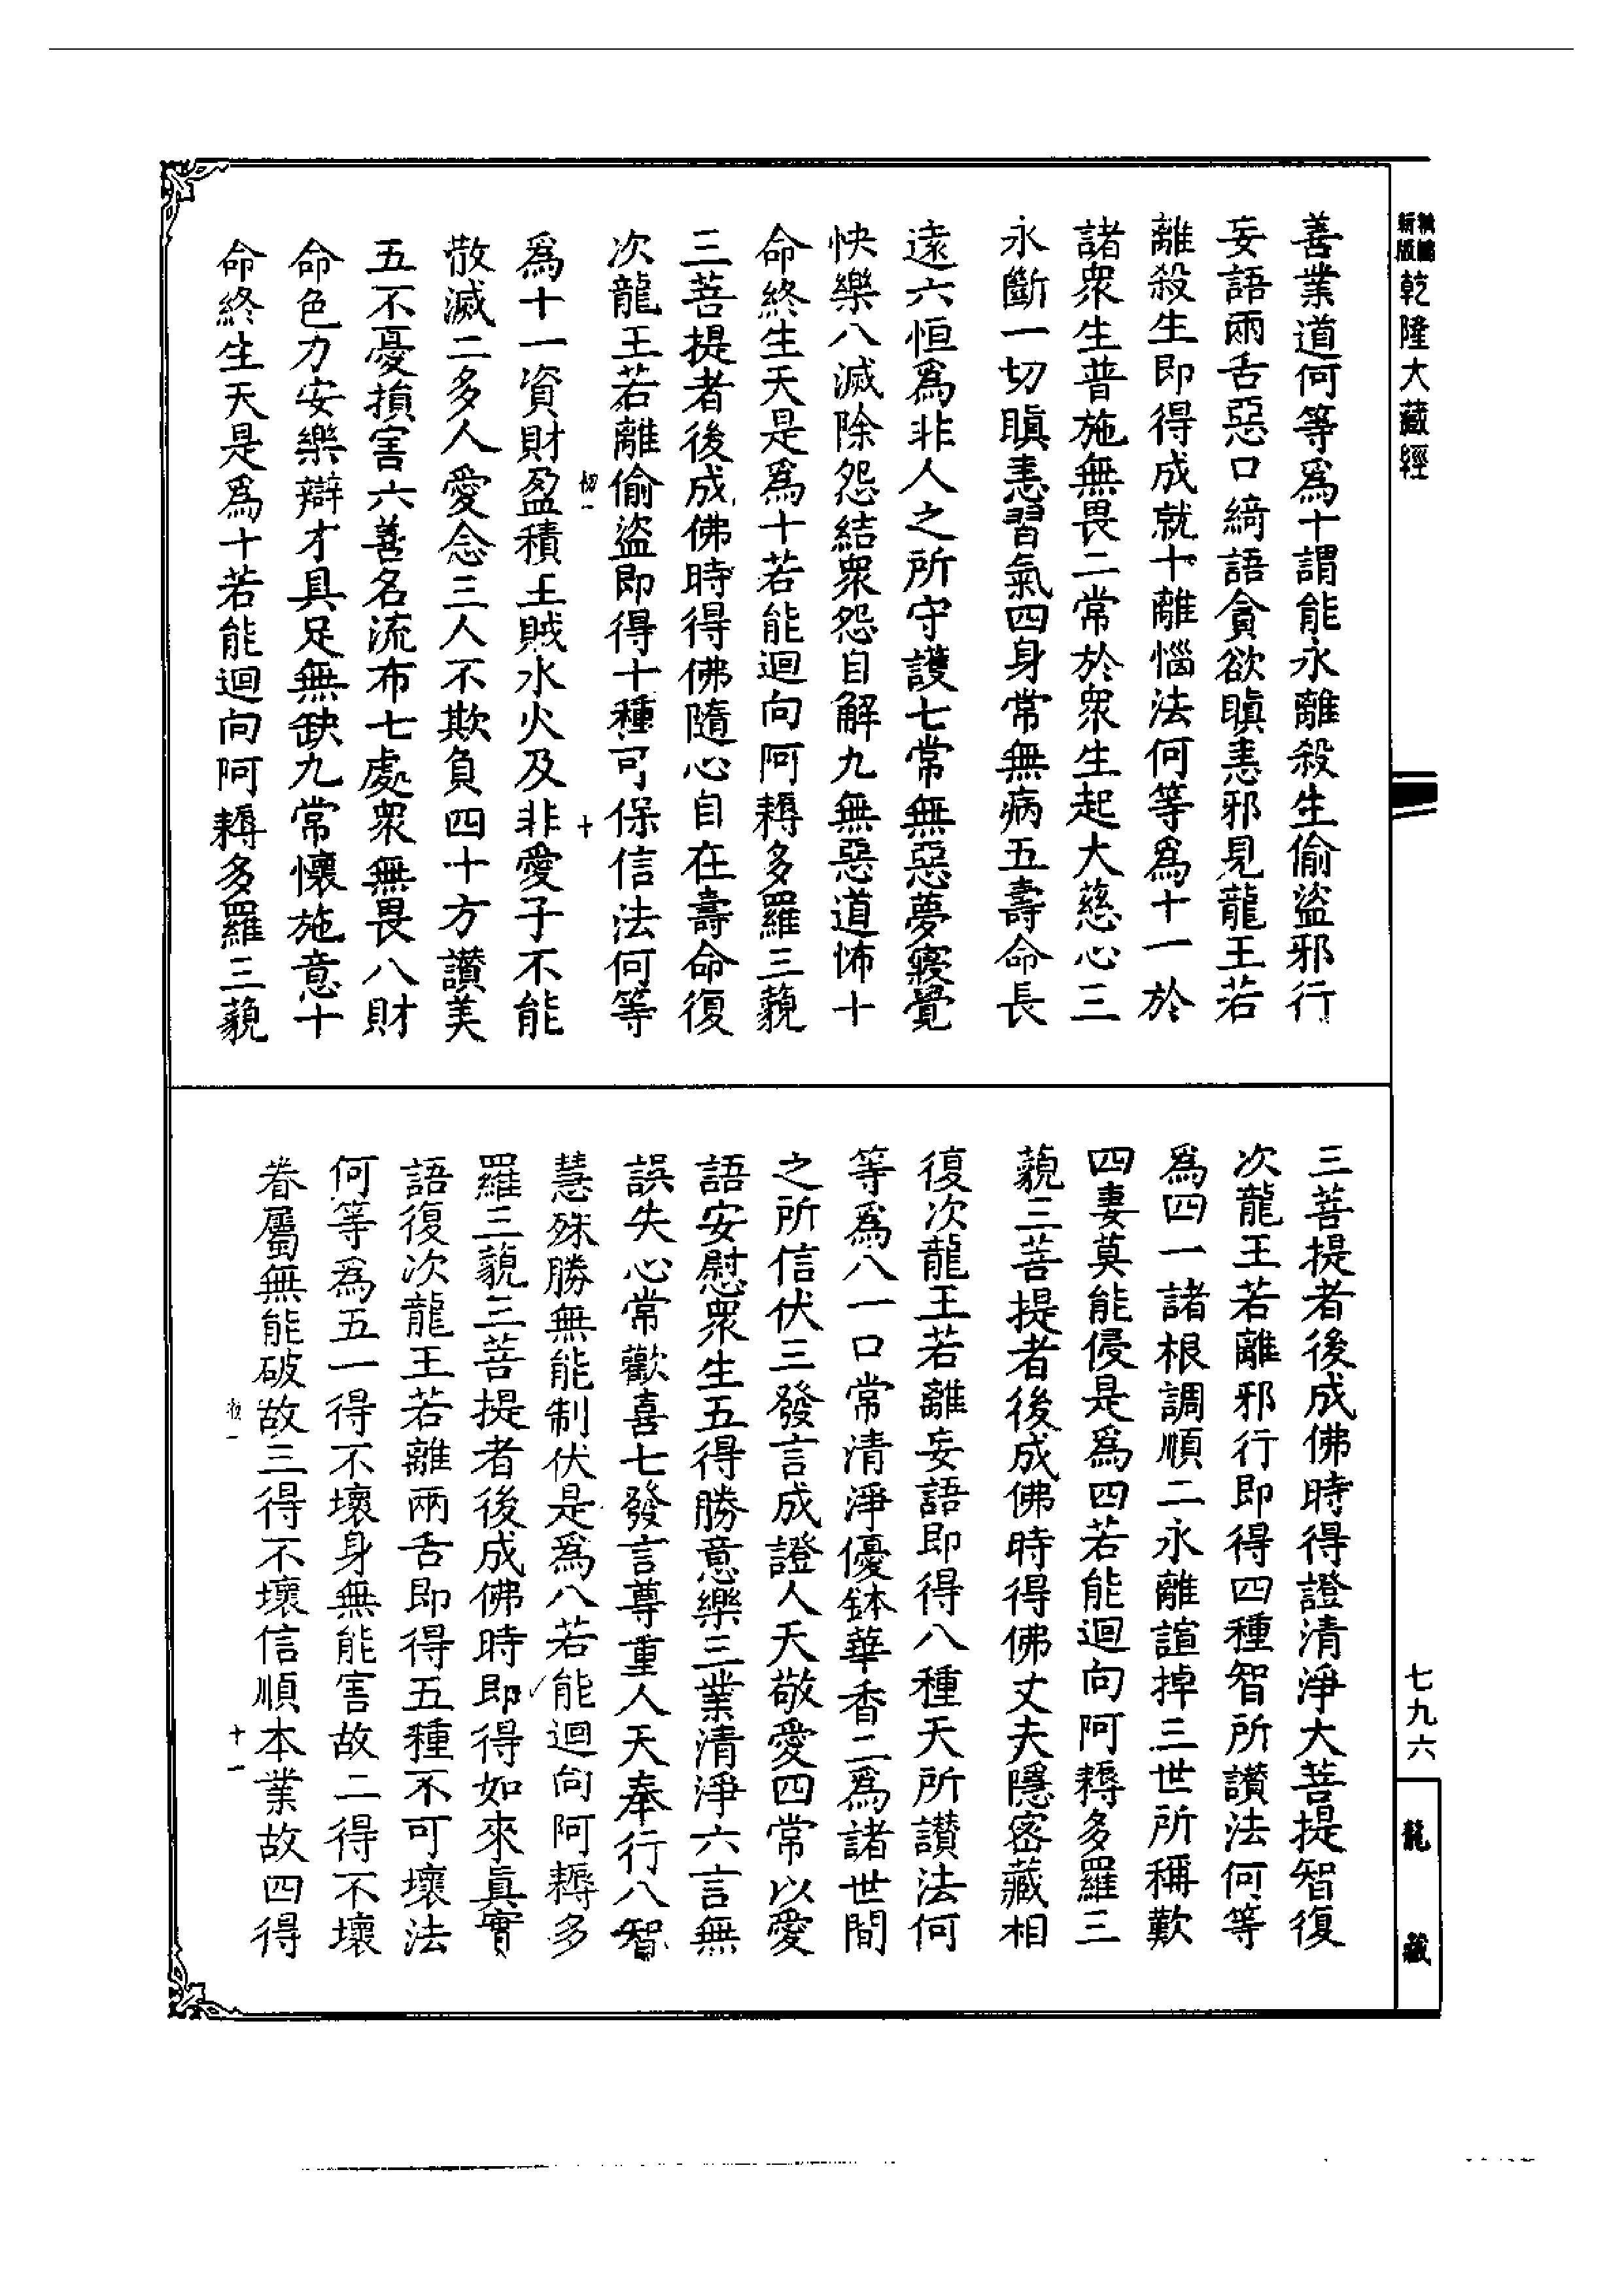 新編
新版
乾隆大藏經
善業道何等爲十謂能永離殺生偷盜邪行
妄語兩舌惡口綺語貪欲瞋恚邪見龍王若
離殺生即得成就十離惱法何等爲十一於
諸衆生普施無畏二常於衆生起大慈心三
永斷一切瞋恚習氣四身常無病五壽命長
遠六恒爲非人之所守護七常無惡夢寢覺
快樂八滅除怨結衆怨自解九無惡道怖十
命終生天是爲十若能迴向阿耨多羅三藐
三菩提者後成佛時得佛隨心自在壽命復
次龍王若離偷盜即得十種可保信法何等
十
爲十一資財盈積王賊水火及非愛子不能
散滅二多人愛念三人不欺負四十方讚美
五不憂損害六善名流布七處衆無畏八財
命色力安樂辯才具足無缺九常懷施意十
命終生天是爲十若能迴向阿耨多羅三藐
三菩提者後成佛時得證清淨大菩提智復
次龍王若離邪行即得四種智所讚法何等
爲四一諸根調順二永離諠掉三世所稱歎
四妻莫能侵是爲四若能迴向阿耨多羅三
藐三菩提者後成佛時得佛丈夫隱密藏相
復次龍王若離妄語即得八種天所讚法何
等爲八一口常清淨優鉢華香二爲諸世間
之所信伏三發言成證人天敬愛四常以愛
語安慰衆生五得勝意樂三業清淨六言無
誤失心常歡喜七發言尊重人天奉行八智
慧殊勝無能制伏是爲八若能迴向阿耨多
羅三藐三菩提者後成佛時即得如來眞實
語復次龍王若離兩舌即得五種不可壞法
何等爲五一得不壞身無能害故二得不壞
眷屬無能破故三得不壞信順本業故四得
十一
七九六
龍藏